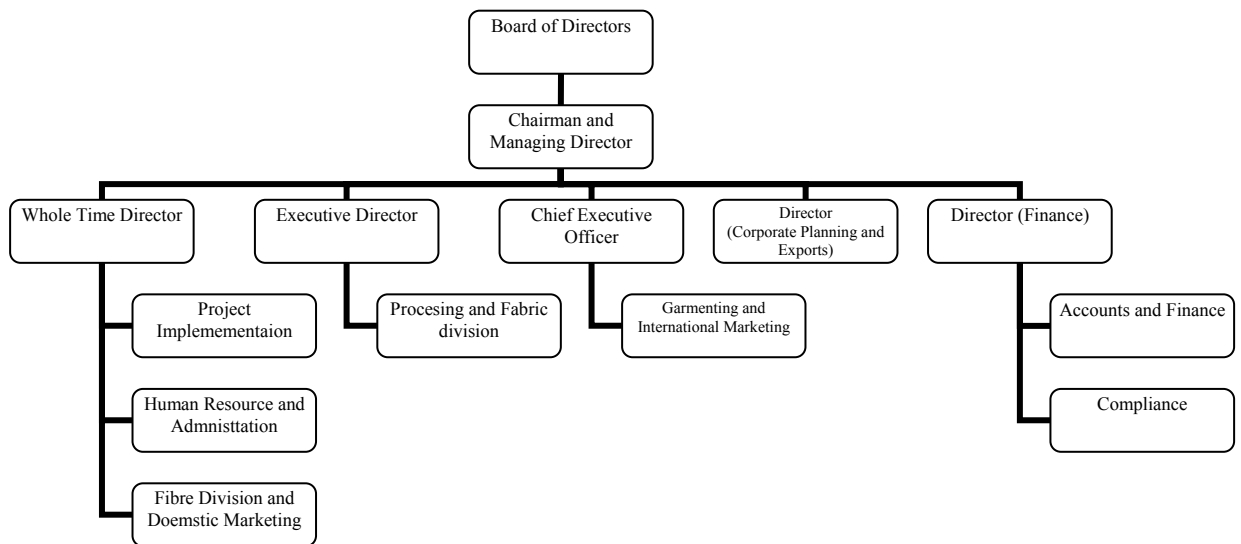 Board of Directors
Chairman and
Managing Director
Whole Time Director
Executive Director
Chief Executive
Officer
Director
(Corporate Planning and
Exports)
Director (Finance)
Project
Implemementaion
Procesing and Fabric
division
Garmenting and
International Marketing
Accounts and Finance
Human Resource and
Admnisttation
Compliance
Fibre Division and
Doemstic Marketing